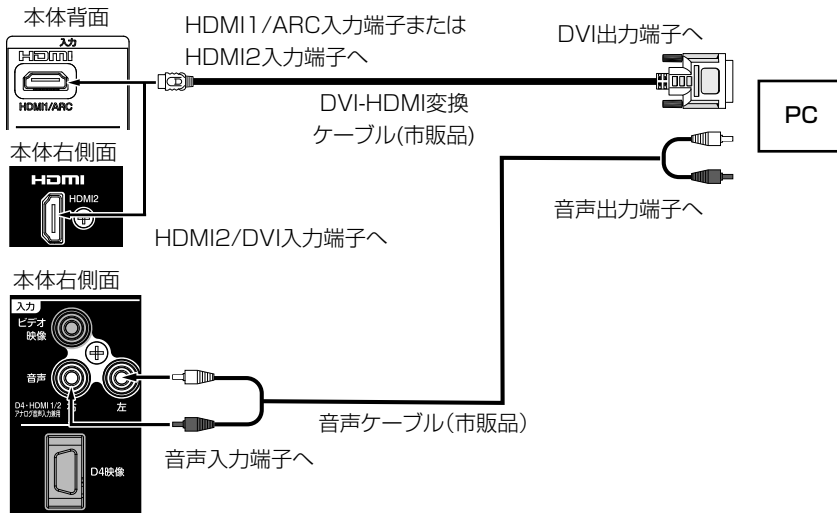 本体背面
入力
HDMI
HDMI1/ARC
HDMI1/ARC入力端子または
HDMI2入力端子へ
DVI出力端子へ
DVI-HDMI変換
ケーブル(市販品)
PC
本体右側面
HDMI
HDMI2
HDMI2/DVI入力端子へ
音声出力端子へ
本体右側面
入力
ビデオ
映像
音声
D4・HDMI 1/2
アナログ音声入力兼用
右
左
D4映像
音声ケーブル(市販品)
音声入力端子へ